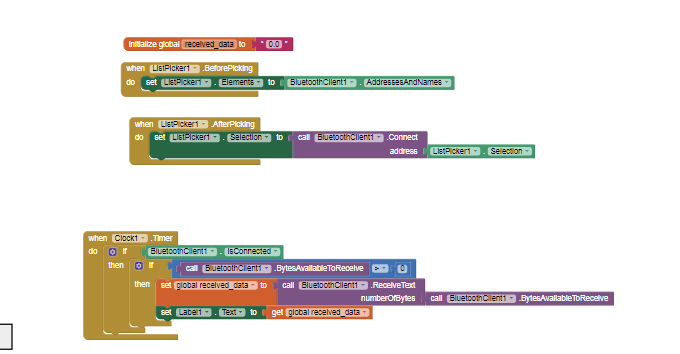 initialize global received_data to " 0.0 "
when ListPicker1 .BeforePicking
do set ListPicker1 . Elements to BluetoothClient1 . AddressesAndNames
when ListPicker1 .AfterPicking
do set ListPicker1 . Selection to call BluetoothClient1 .Connect
address ListPicker1 . Selection
when Clock1 .Timer
do if BluetoothClient1 . IsConnected
then if call BluetoothClient1 .BytesAvailableToReceive > 0
then set global received_data to call BluetoothClient1 .ReceiveText
numberOfBytes call BluetoothClient1 .BytesAvailableToReceive
set Label1 . Text to get global received_data